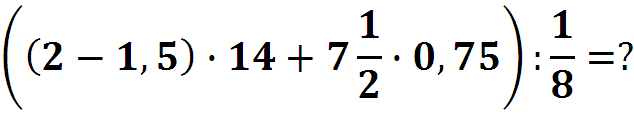 ((2 − 1,5) · 14 + 7 1/2 · 0,75) : 1/8 =?